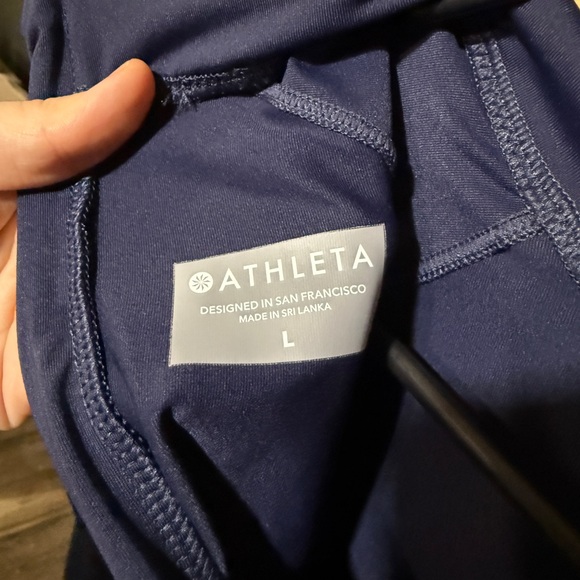 ATHLETA
DESIGNED IN SAN FRANCISCO
MADE IN SRI LANKA
L